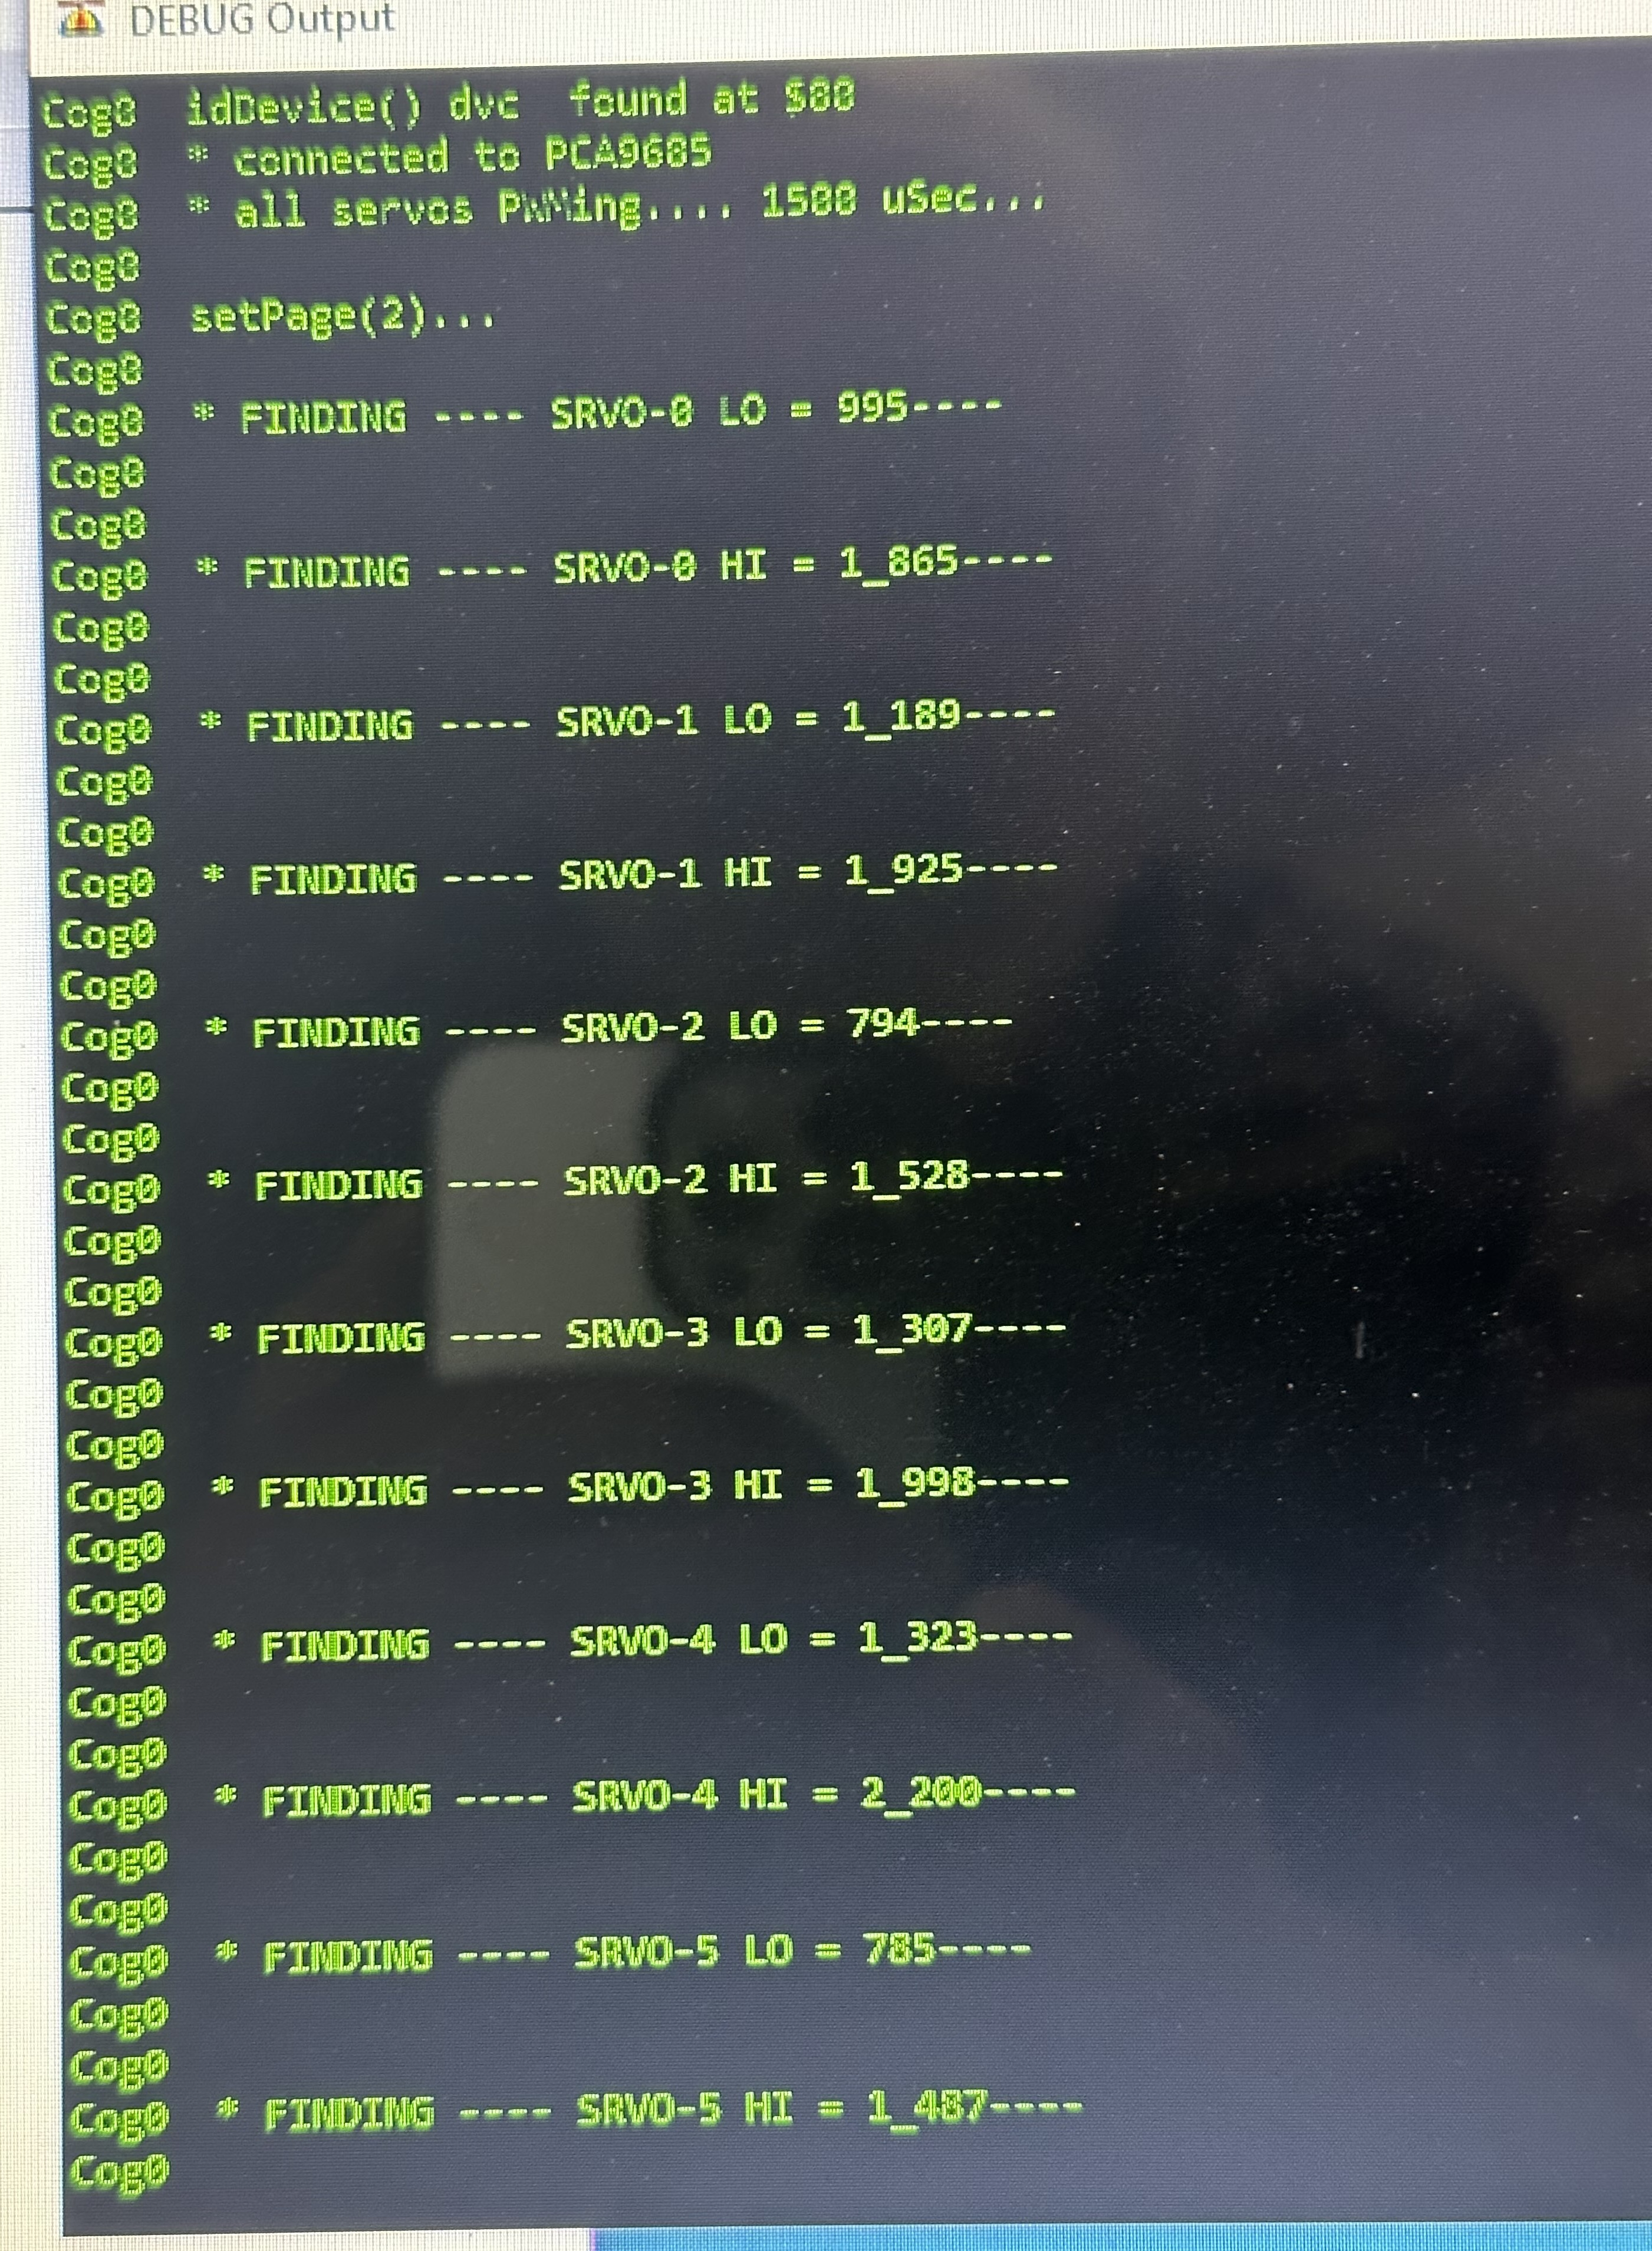 DEBUG Output
Cog0  idDevice() dvc  found at $80
Cog0  * connected to PCA9685
Cog0  * all servos PWMing.... 1500 uSec...
Cog0
Cog0  setPage(2)...
Cog0
Cog0  * FINDING ---- SRVO-0 LO = 995----
Cog0
Cog0
Cog0  * FINDING ---- SRVO-0 HI = 1_865----
Cog0
Cog0
Cog0  * FINDING ---- SRVO-1 LO = 1_189----
Cog0
Cog0
Cog0  * FINDING ---- SRVO-1 HI = 1_925----
Cog0
Cog0
Cog0  * FINDING ---- SRVO-2 LO = 794----
Cog0
Cog0
Cog0  * FINDING ---- SRVO-2 HI = 1_528----
Cog0
Cog0
Cog0  * FINDING ---- SRVO-3 LO = 1_307----
Cog0
Cog0
Cog0  * FINDING ---- SRVO-3 HI = 1_998----
Cog0
Cog0
Cog0  * FINDING ---- SRVO-4 LO = 1_323----
Cog0
Cog0
Cog0  * FINDING ---- SRVO-4 HI = 2_200----
Cog0
Cog0
Cog0  * FINDING ---- SRVO-5 LO = 785----
Cog0
Cog0
Cog0  * FINDING ---- SRVO-5 HI = 1_487----
Cog0